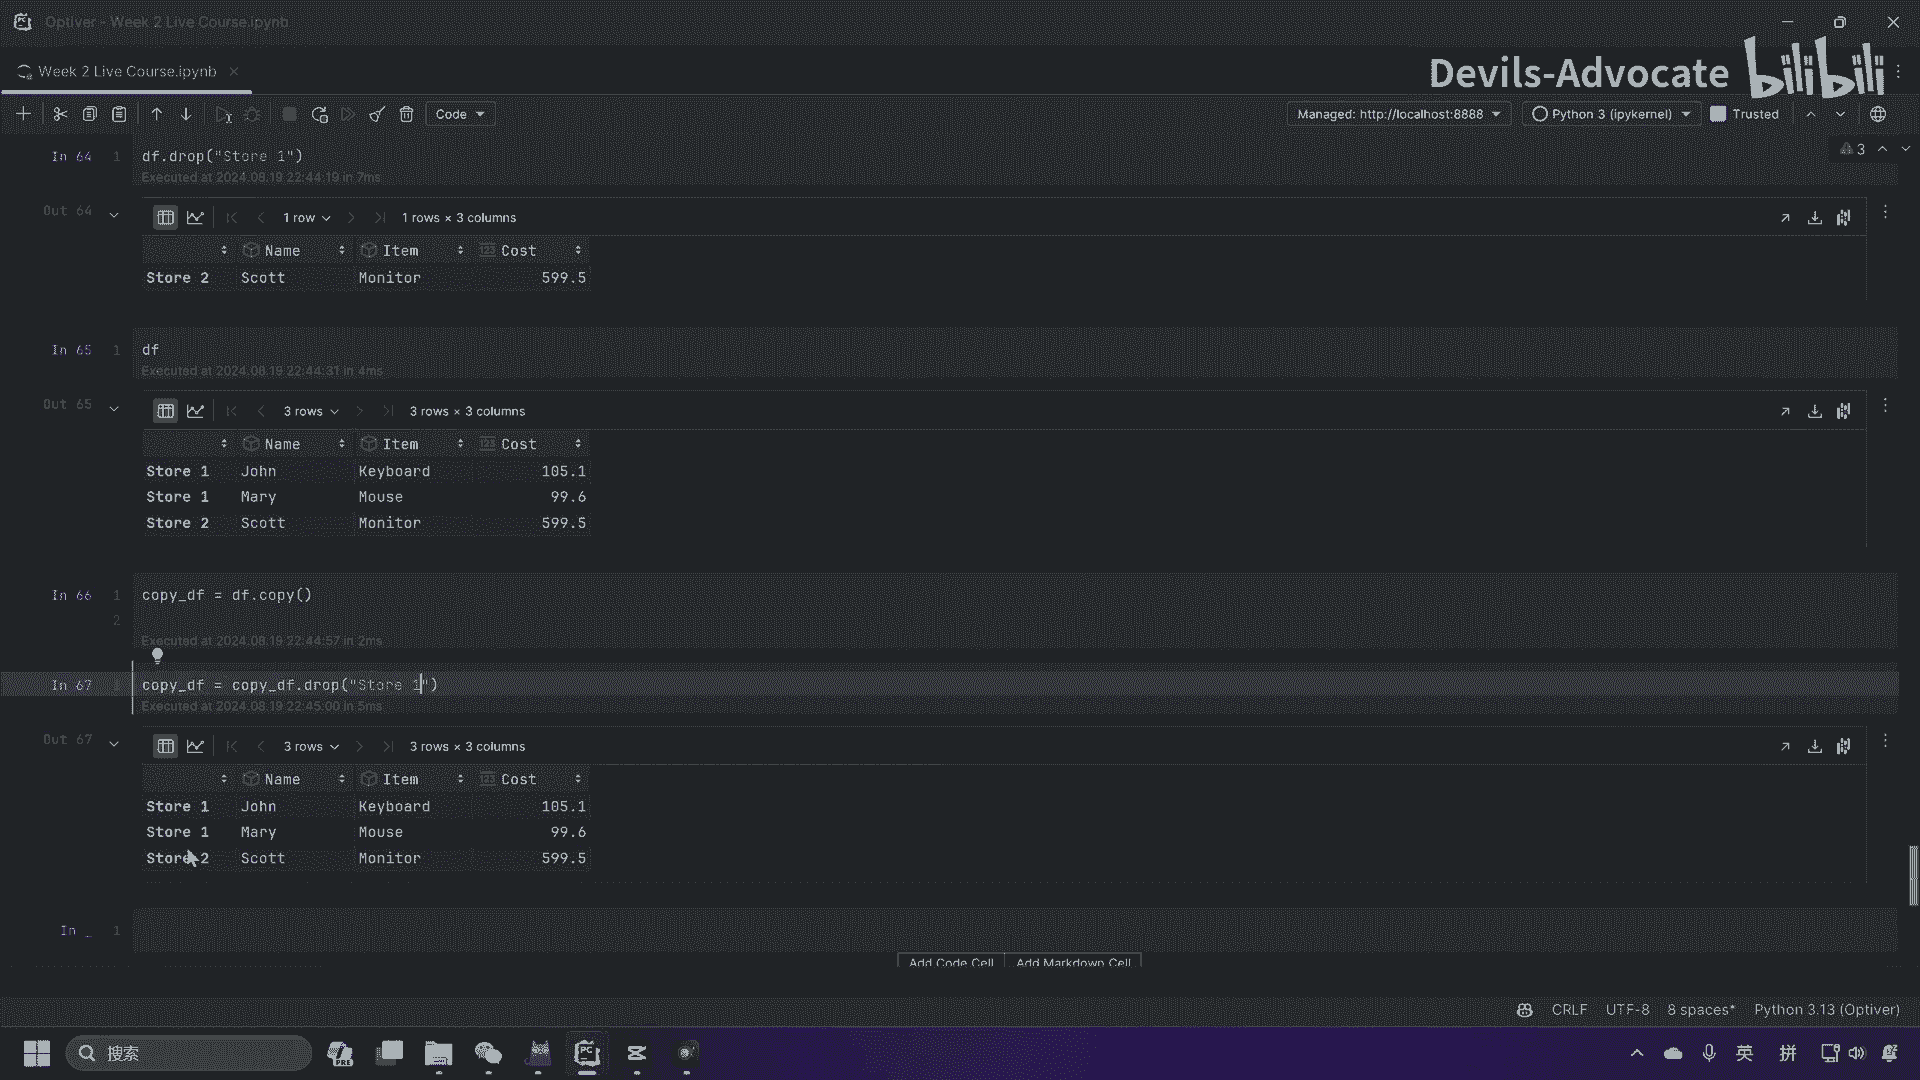 Optiver - Week 2 Live Course.ipynb
Week 2 Live Course.ipynb
Devils-Advocate bilibili
Code
Managed: http://localhost:8888
Python 3 (ipykernel)
Trusted
In 64 1 df.drop("Store 1")
3
Executed at 2024.08.19 22:44:19 in 7ms
Out 64
1 row 1 rows × 3 columns
Name Item Cost
Store 2 Scott Monitor 599.5
In 65 1 df
Executed at 2024.08.19 22:44:31 in 4ms
Out 65
3 rows 3 rows × 3 columns
Name Item Cost
Store 1 John Keyboard 105.1
Store 1 Mary Mouse 99.6
Store 2 Scott Monitor 599.5
In 66 1 copy_df = df.copy()
2
Executed at 2024.08.19 22:44:57 in 2ms
In 67 copy_df = copy_df.drop("Store 1")
Executed at 2024.08.19 22:45:00 in 5ms
Out 67
3 rows 3 rows × 3 columns
Name Item Cost
Store 1 John Keyboard 105.1
Store 1 Mary Mouse 99.6
Store 2 Scott Monitor 599.5
In _ 1
Add Code Cell Add Markdown Cell
CRLF UTF-8 8 spaces* Python 3.13 (Optiver)
搜索
PRE
PC
英 拼